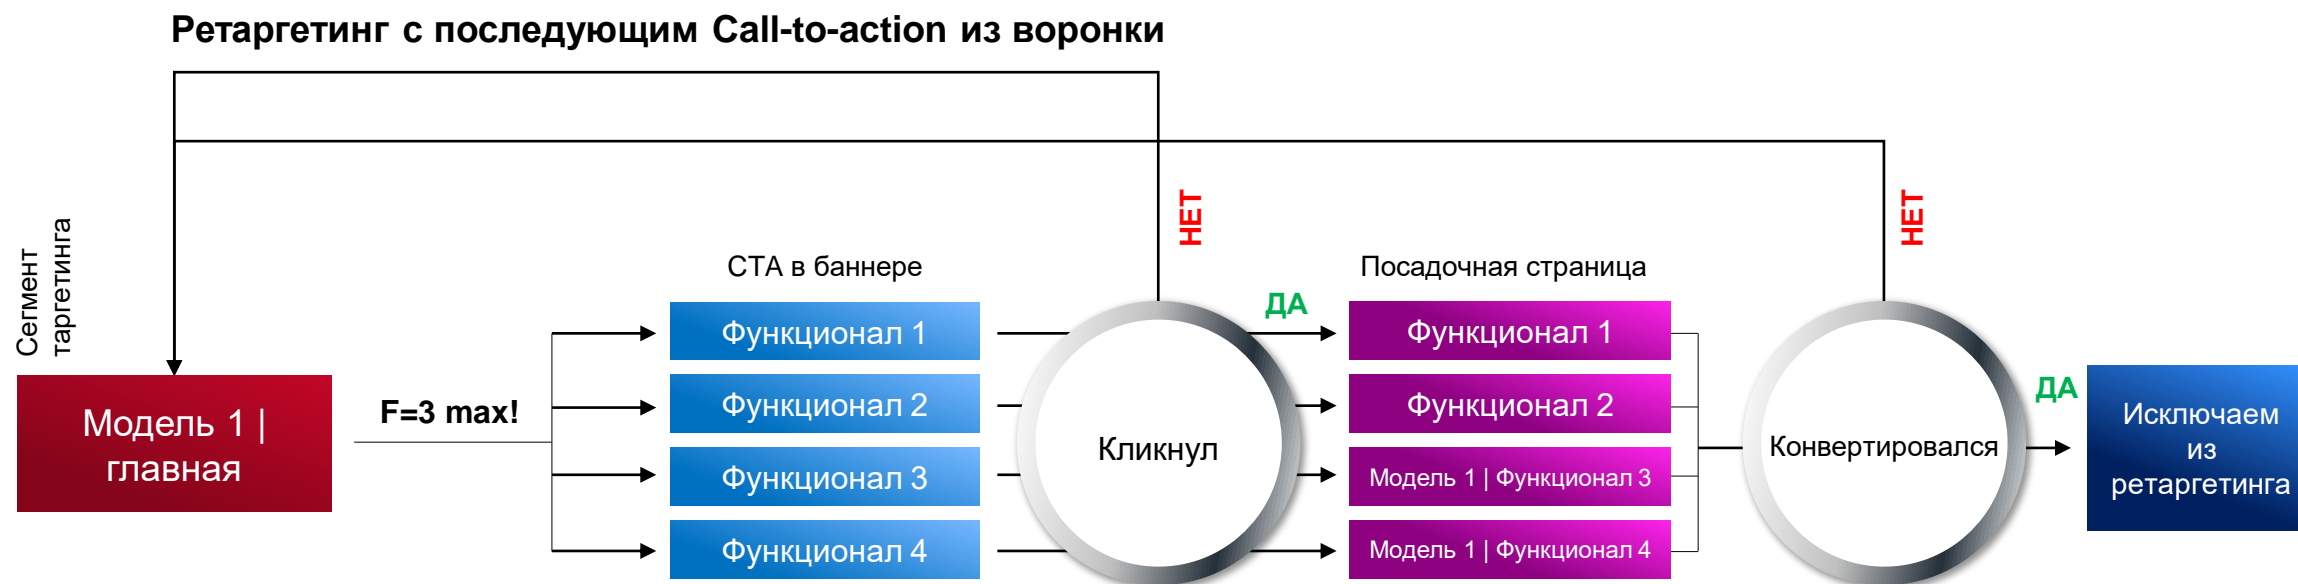 Ретаргетинг с последующим Call-to-action из воронки
Сегмент
таргетинга
Модель 1 |
главная
F=3 max!
СТА в баннере
Функционал 1
Функционал 2
Функционал 3
Функционал 4
Кликнул
НЕТ
ДА
Посадочная страница
Функционал 1
Функционал 2
Модель 1 | Функционал 3
Модель 1 | Функционал 4
Конвертировался
НЕТ
ДА
Исключаем
из
ретаргетинга